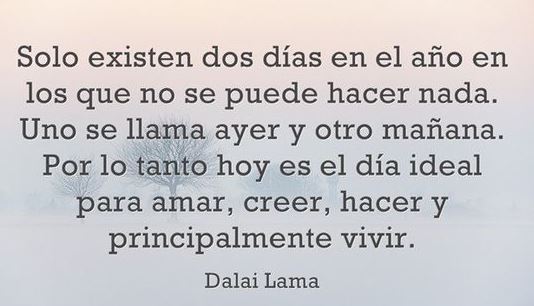 Solo existen dos días en el año en
los que no se puede hacer nada.
Uno se llama ayer y otro mañana.
Por lo tanto hoy es el día ideal
para amar, creer, hacer y
principalmente vivir.
Dalai Lama